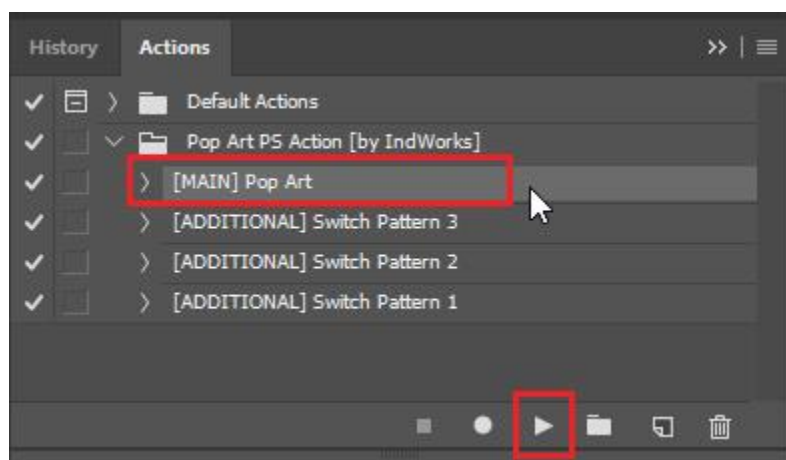 History Actions
Default Actions
Pop Art PS Action [by IndWorks]
[MAIN] Pop Art
[ADDITIONAL] Switch Pattern 3
[ADDITIONAL] Switch Pattern 2
[ADDITIONAL] Switch Pattern 1